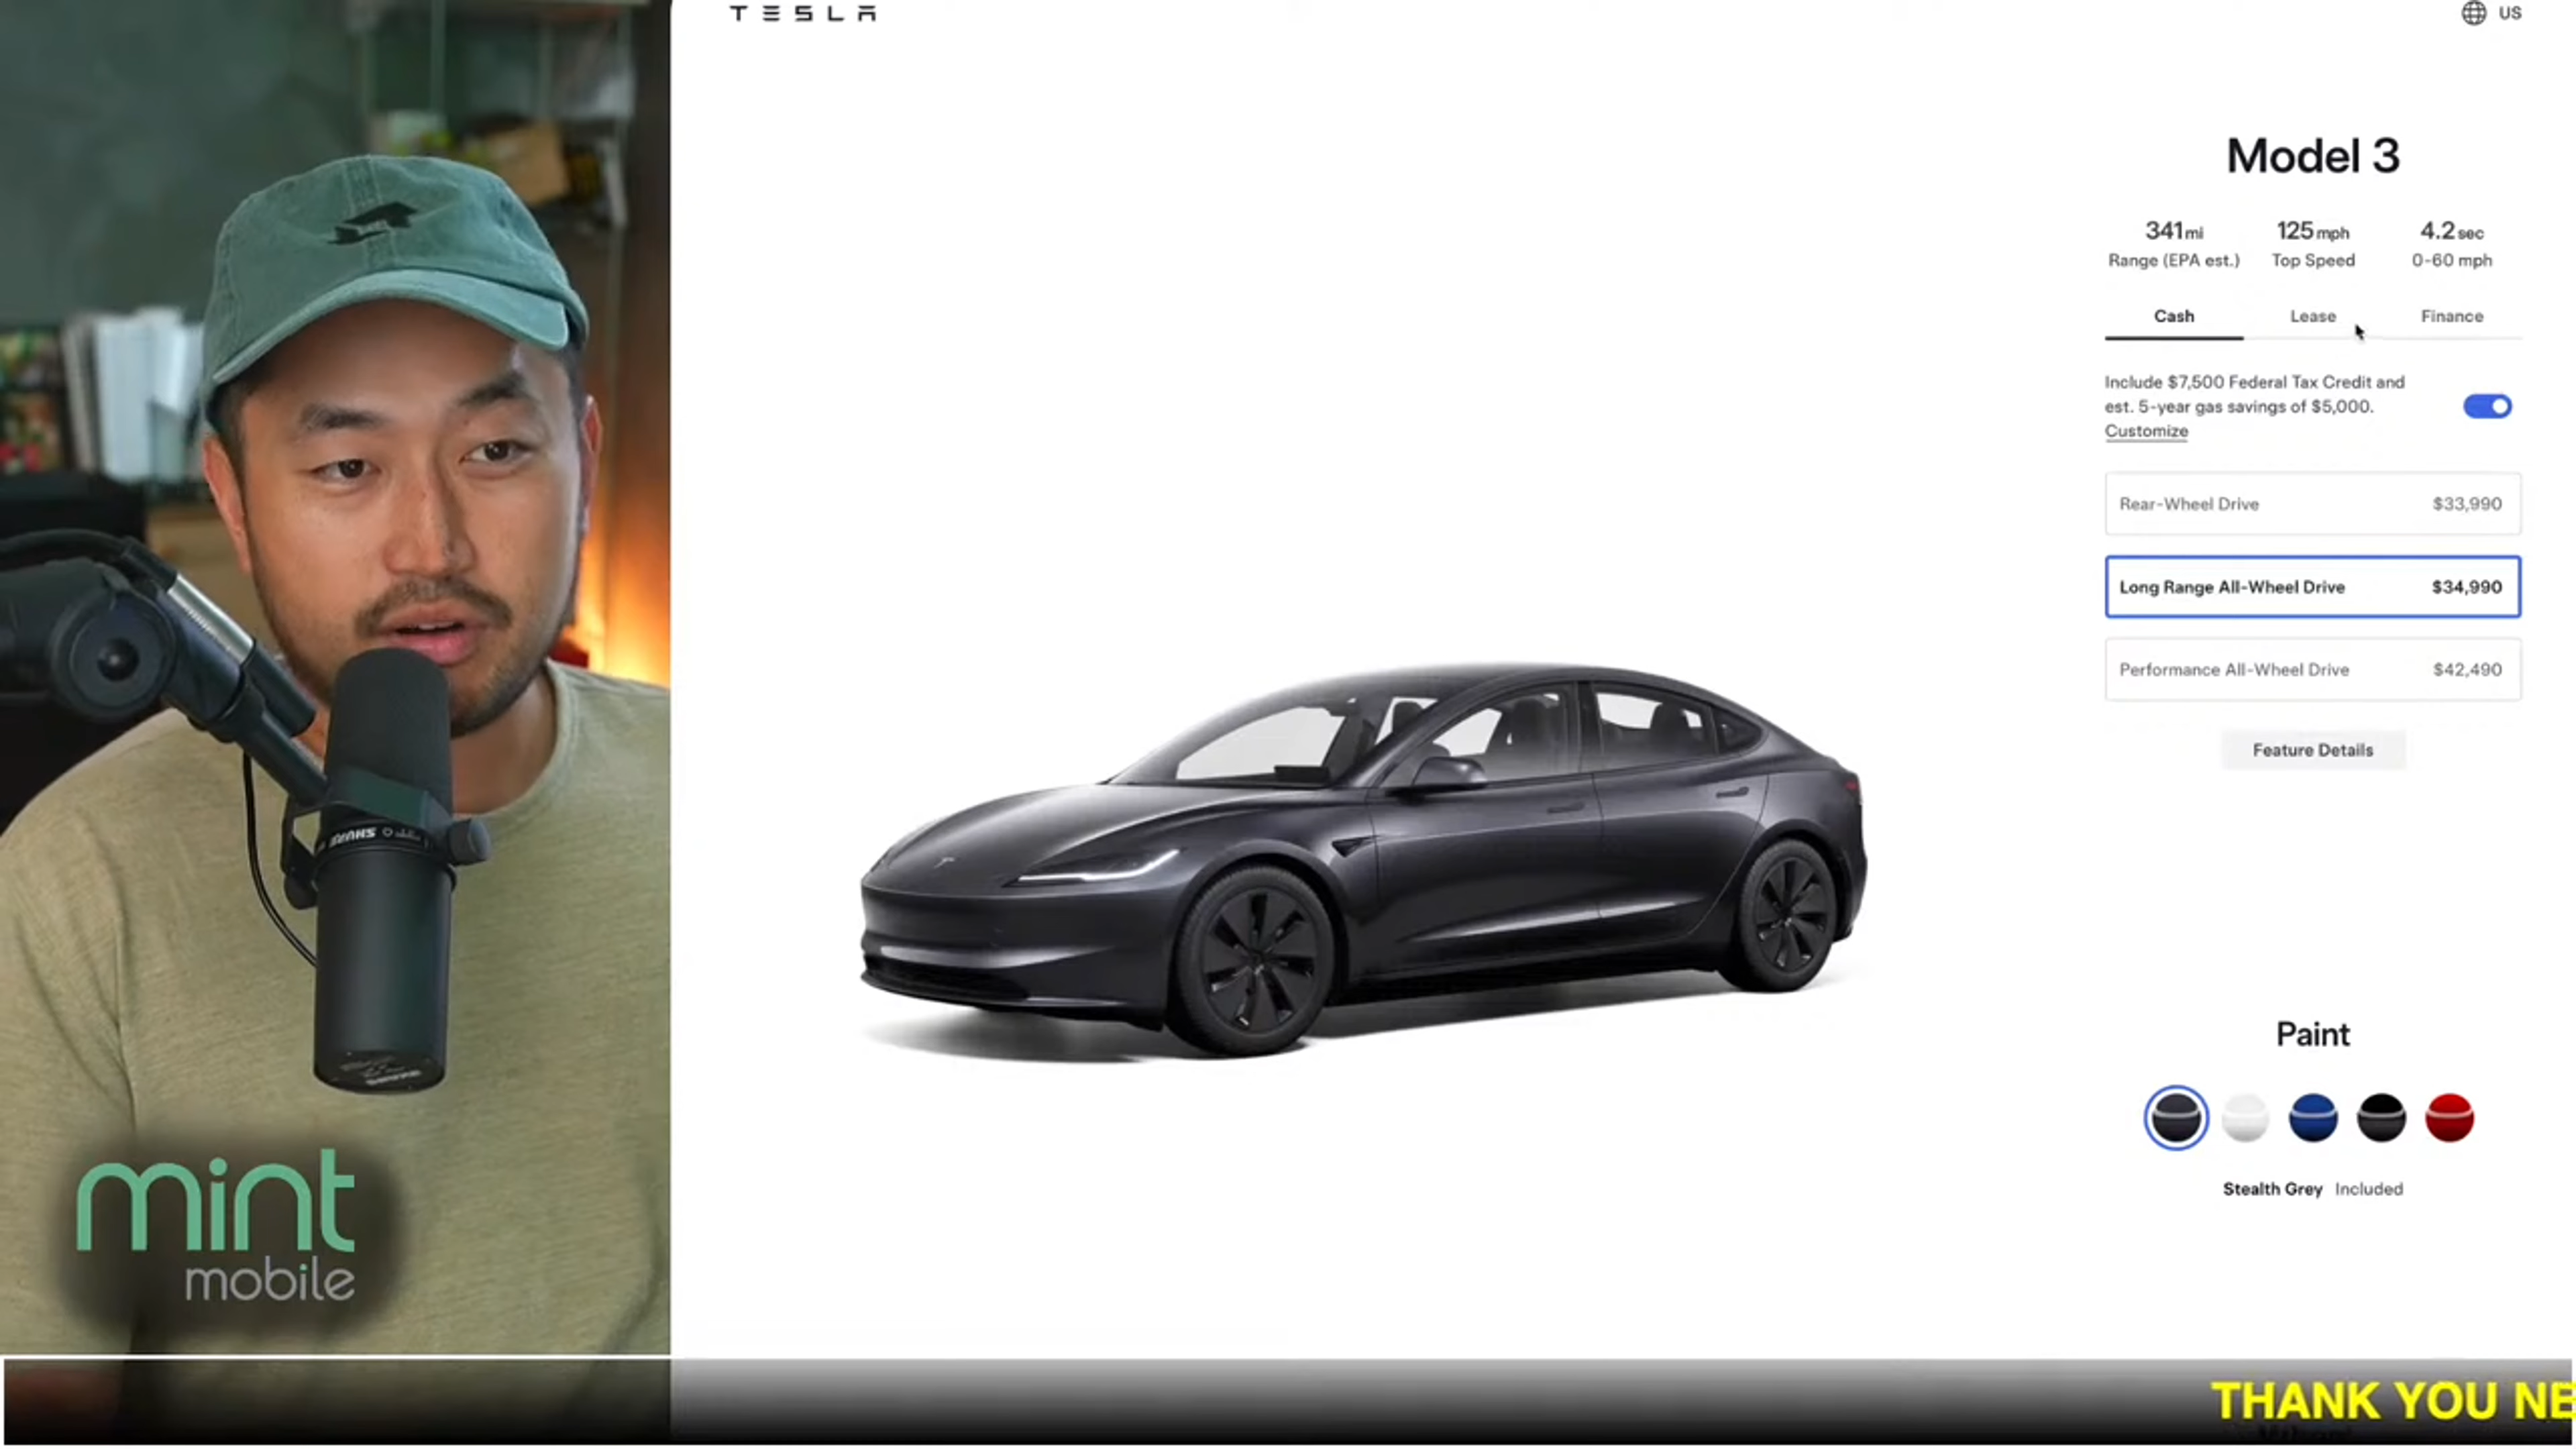 TESLA
US
Model 3
341mi 125mph 4.2sec
Range (EPA est.) Top Speed 0-60 mph
Cash Lease Finance
Include $7,500 Federal Tax Credit and
est. 5-year gas savings of $5,000.
Customize
Rear-Wheel Drive $33,990
Long Range All-Wheel Drive $34,990
Performance All-Wheel Drive $42,490
Feature Details
Paint
Stealth Grey Included
SHURE
mint
mobile
THANK YOU NE